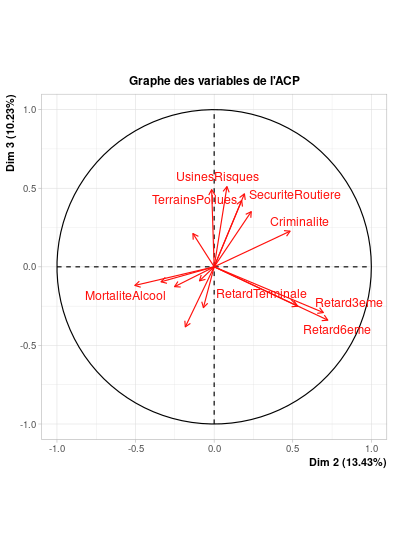 Graphe des variables de l'ACP
Dim 3 (10.23%)
1.0
0.5
0.0
-0.5
-1.0
UsinesRisques
TerrainsPollues
SecuriteRoutiere
Criminalite
MortaliteAlcool
RetardTerminale
Retard3eme
Retard6eme
-1.0
-0.5
0.0
0.5
1.0
Dim 2 (13.43%)